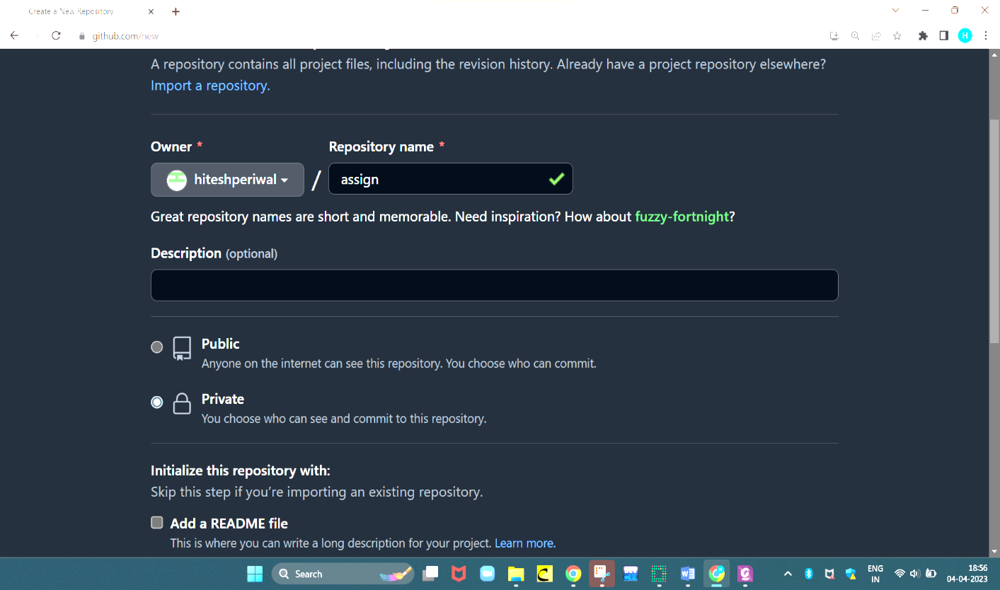 Create a New Repository
github.com/new
H
A repository contains all project files, including the revision history. Already have a project repository elsewhere?
Import a repository.
Owner * Repository name *
hiteshperiwal / assign
Great repository names are short and memorable. Need inspiration? How about fuzzy-fortnight?
Description (optional)
Public
Anyone on the internet can see this repository. You choose who can commit.
Private
You choose who can see and commit to this repository.
Initialize this repository with:
Skip this step if you’re importing an existing repository.
Add a README file
This is where you can write a long description for your project. Learn more.
Search
DEV
ENG
IN
18:56
04-04-2023